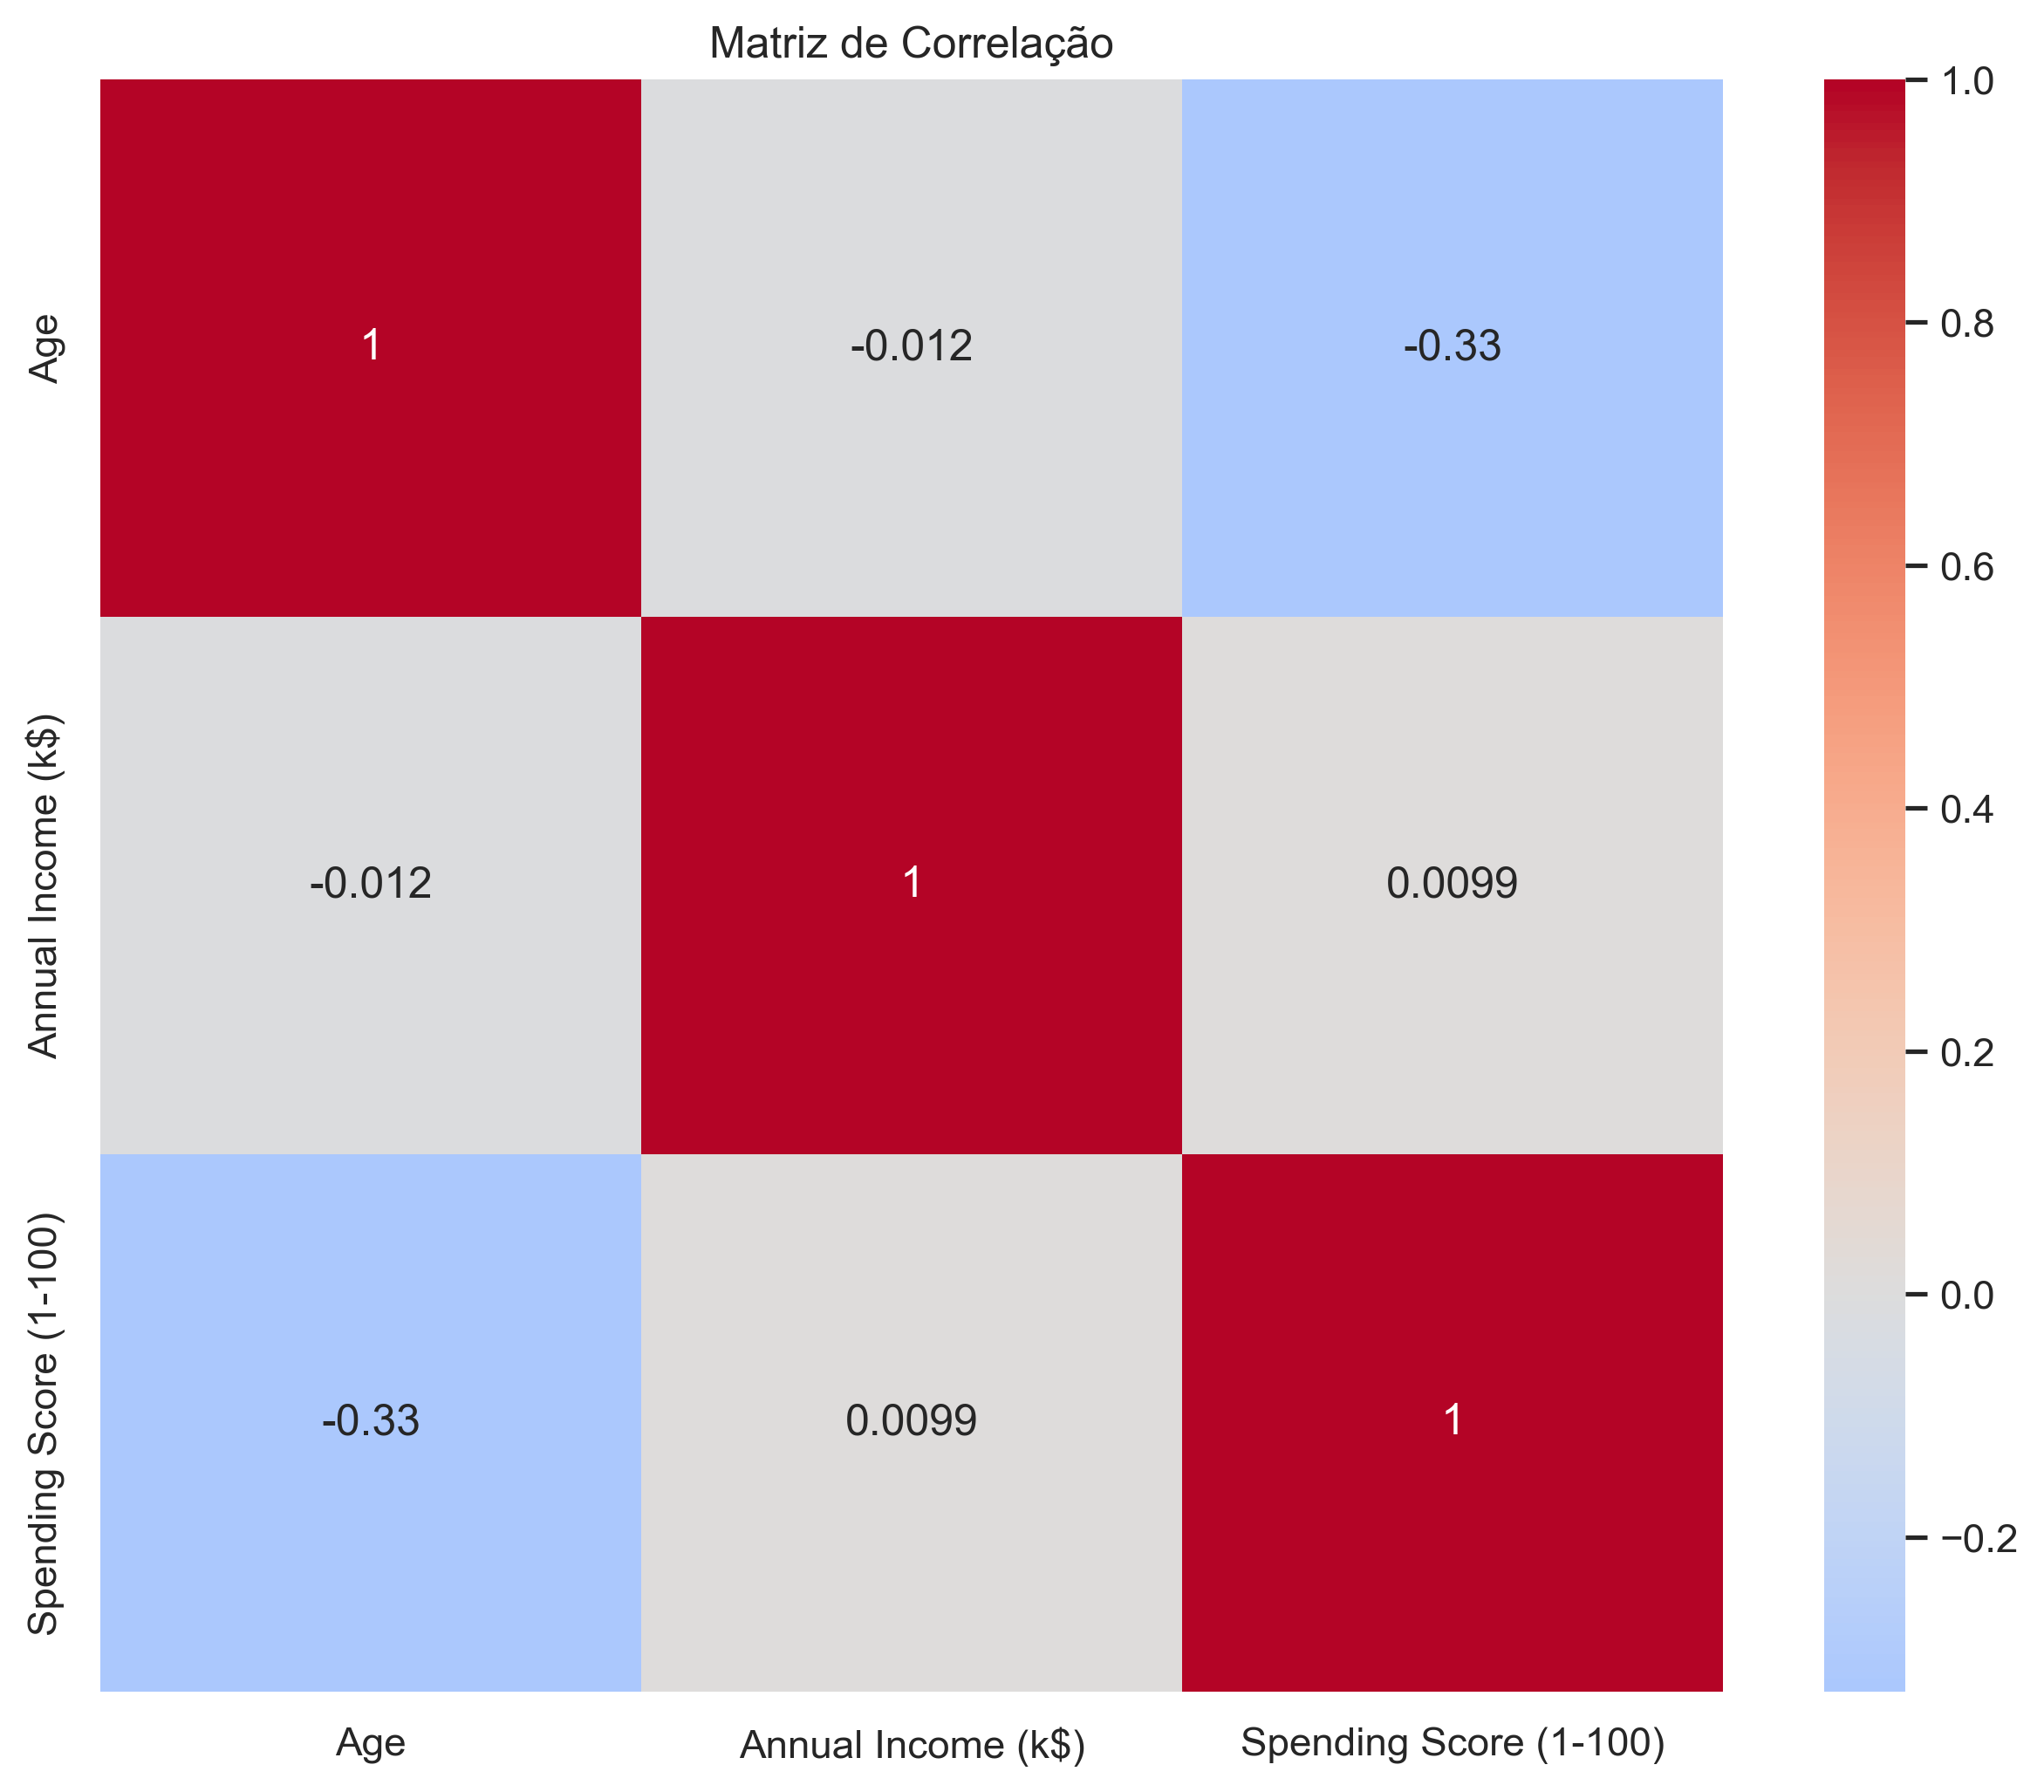 Matriz de Correlação
Age
1
-0.012
-0.33
Annual Income (k$)
-0.012
1
0.0099
Spending Score (1-100)
-0.33
0.0099
1
Age
Annual Income (k$)
Spending Score (1-100)
1.0
0.8
0.6
0.4
0.2
0.0
−0.2